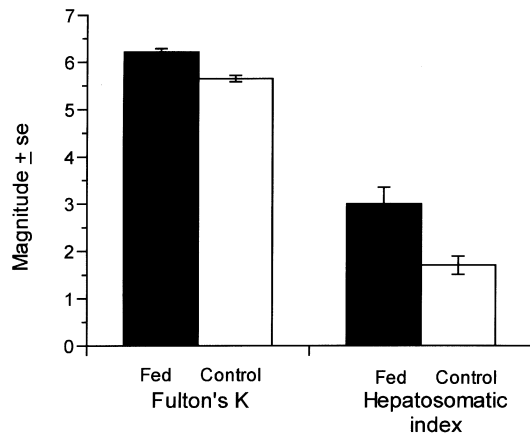 7
6
5
4
3
2
1
0
Magnitude ± se
Fed Control Fed Control
Fulton's K Hepatosomatic
index